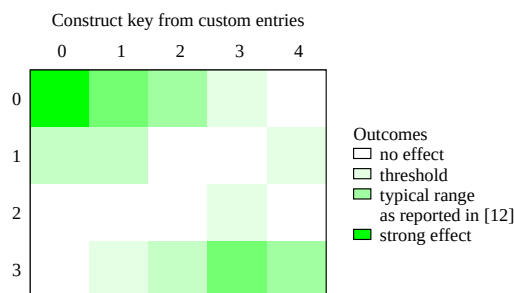 Construct key from custom entries
0 1 2 3 4
0
1
2
3
Outcomes
no effect
threshold
typical range
as reported in [12]
strong effect